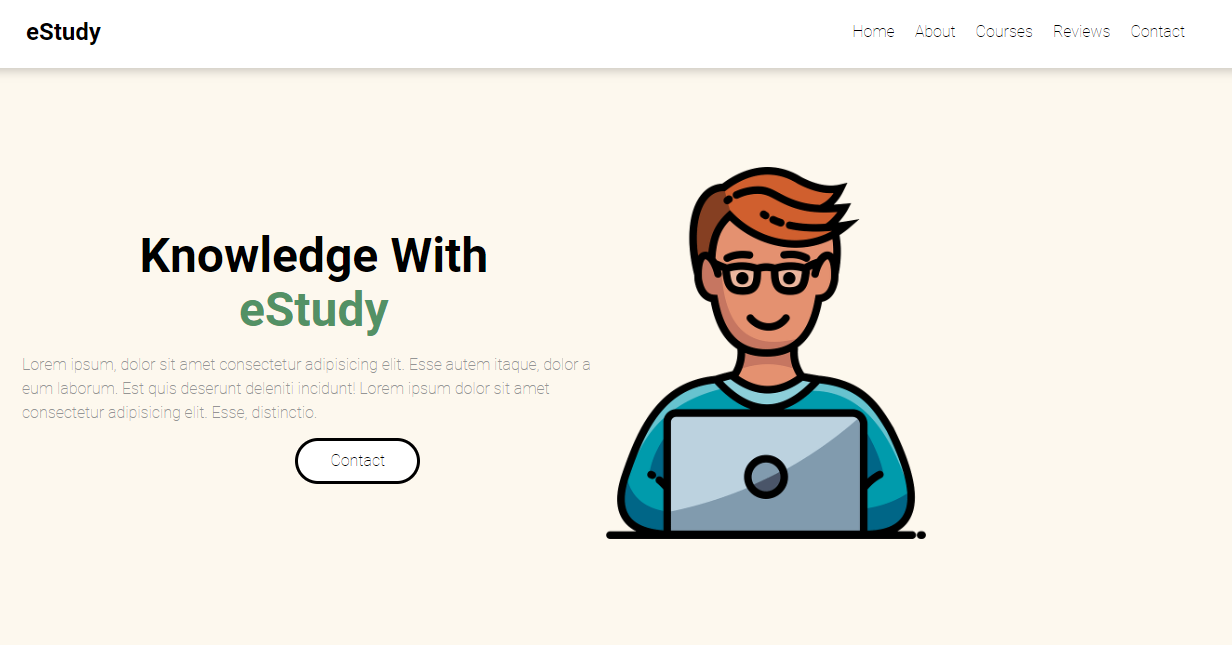 eStudy
Home About Courses Reviews Contact
Knowledge With
eStudy
Lorem ipsum, dolor sit amet consectetur adipisicing elit. Esse autem itaque, dolor a
eum laborum. Est quis deserunt deleniti incidunt! Lorem ipsum dolor sit amet
consectetur adipisicing elit. Esse, distinctio.
Contact